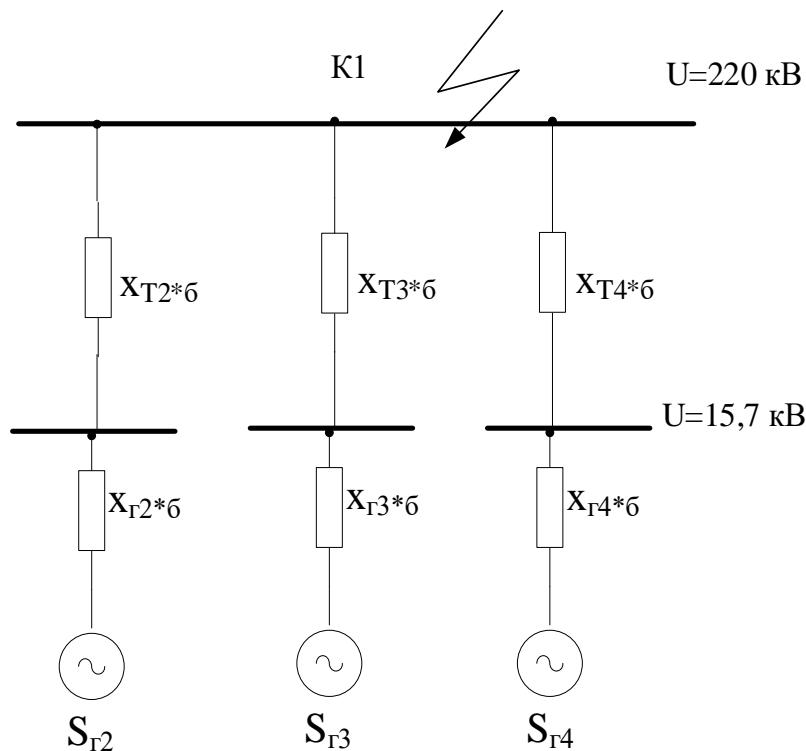 К1
U=220 кВ
xТ2*б
xТ3*б
xТ4*б
U=15,7 кВ
xг2*б
xг3*б
xг4*б
Sг2
Sг3
Sг4